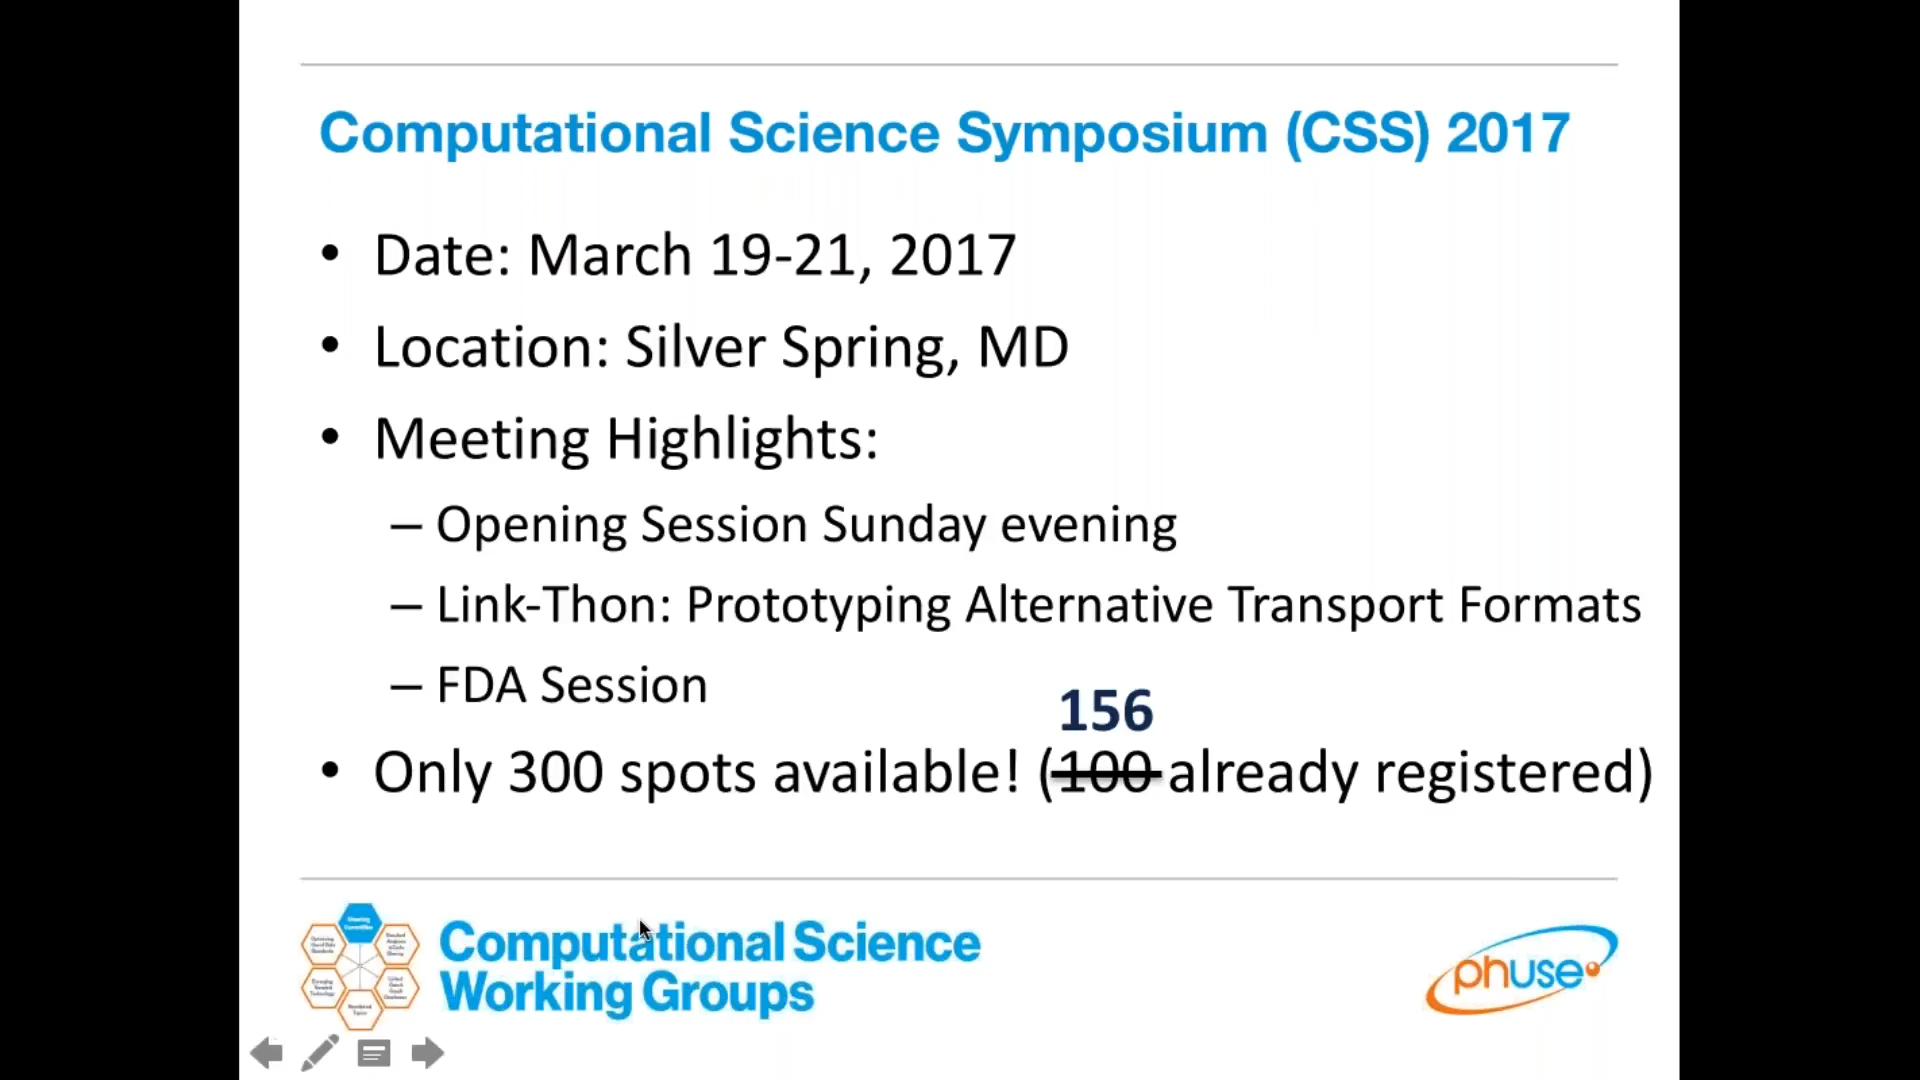 Computational Science Symposium (CSS) 2017
• Date: March 19-21, 2017
• Location: Silver Spring, MD
• Meeting Highlights:
– Opening Session Sunday evening
– Link-Thon: Prototyping Alternative Transport Formats
– FDA Session
156
• Only 300 spots available! (100 already registered)
Computational Science
Working Groups
phuse